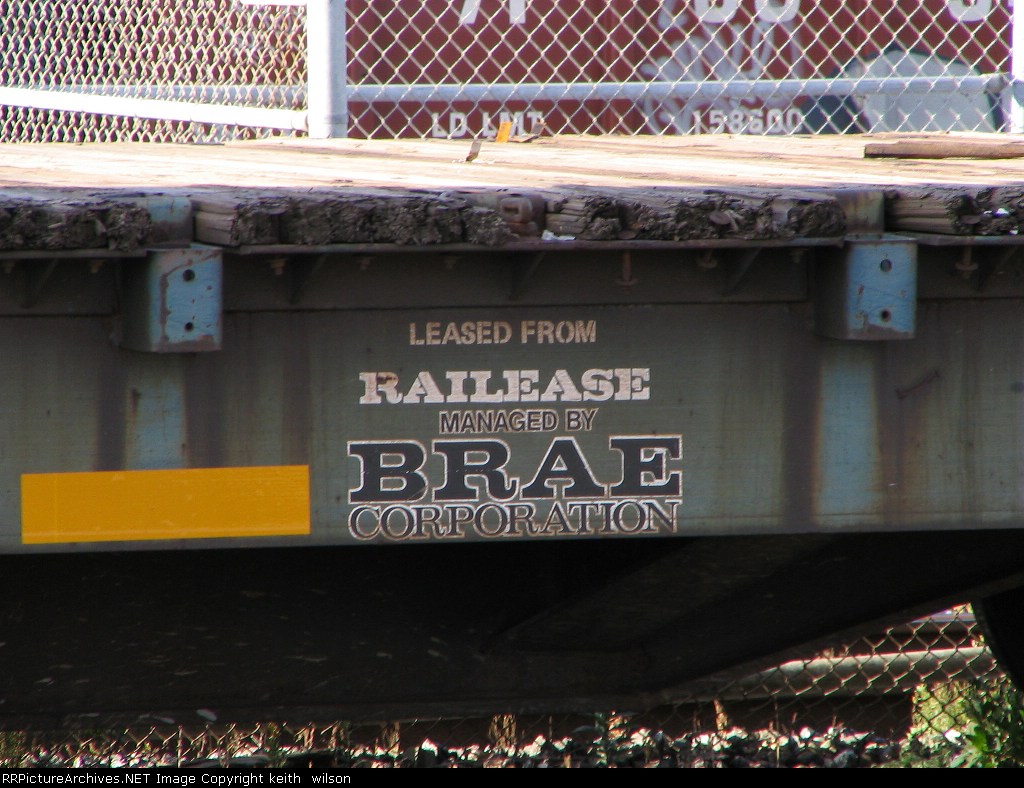 LD LMT 158600
LEASED FROM
RAILEASE
MANAGED BY
BRAE
CORPORATION
RRPictureArchives.NET Image Copyright keith wilson